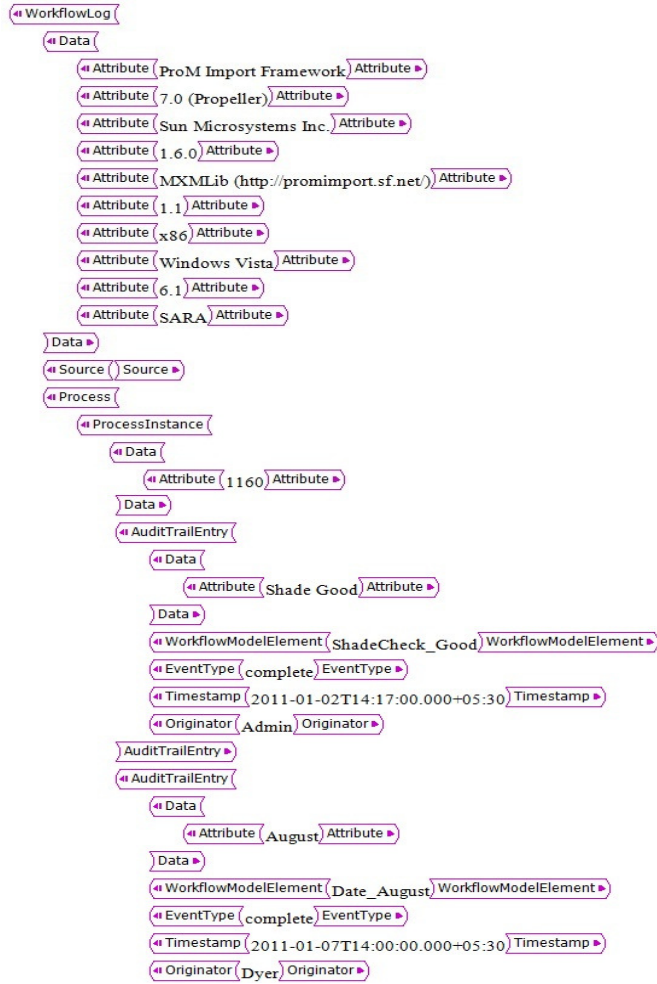 WorkflowLog
Data
Attribute ProM Import Framework Attribute
Attribute 7.0 (Propeller) Attribute
Attribute Sun Microsystems Inc. Attribute
Attribute 1.6.0 Attribute
Attribute MXMLib (http://promimport.sf.net/) Attribute
Attribute 1.1 Attribute
Attribute x86 Attribute
Attribute Windows Vista Attribute
Attribute 6.1 Attribute
Attribute SARA Attribute
Data
Source Source
Process
ProcessInstance
Data
Attribute 1160 Attribute
Data
AuditTrailEntry
Data
Attribute Shade Good Attribute
Data
WorkflowModelElement ShadeCheck_Good WorkflowModelElement
EventType complete EventType
Timestamp 2011-01-02T14:17:00.000+05:30 Timestamp
Originator Admin Originator
AuditTrailEntry
AuditTrailEntry
Data
Attribute August Attribute
Data
WorkflowModelElement Date_August WorkflowModelElement
EventType complete EventType
Timestamp 2011-01-07T14:00:00.000+05:30 Timestamp
Originator Dyer Originator